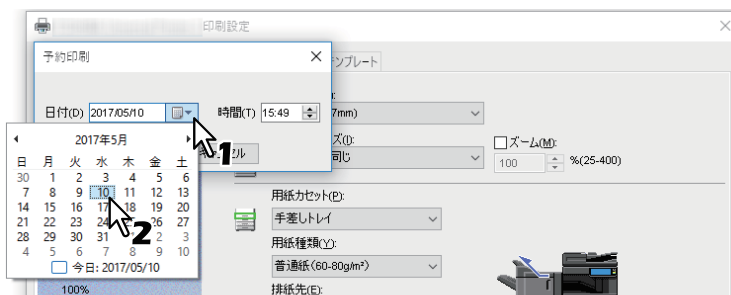 印刷設定
予約印刷
ンプレート
日付(D) 2017/05/10 時間(T) 15:49
7mm)
2017年5月
1
ズ(I):
ズーム(M):
同じ
100 %(25-400)
日 月 火 水 木 金 土
30 1 2 3 4 5 6
7 8 9 10 11 12 13
14 15 16 17 18 19 20
21 22 23 24 26 27
28 29 30 31 2 3
4 5 6 7 8 9 10
2
今日: 2017/05/10
100%
用紙カセット(P):
手差しトレイ
用紙種類(Y):
普通紙(60-80g/m²)
排紙先(E):